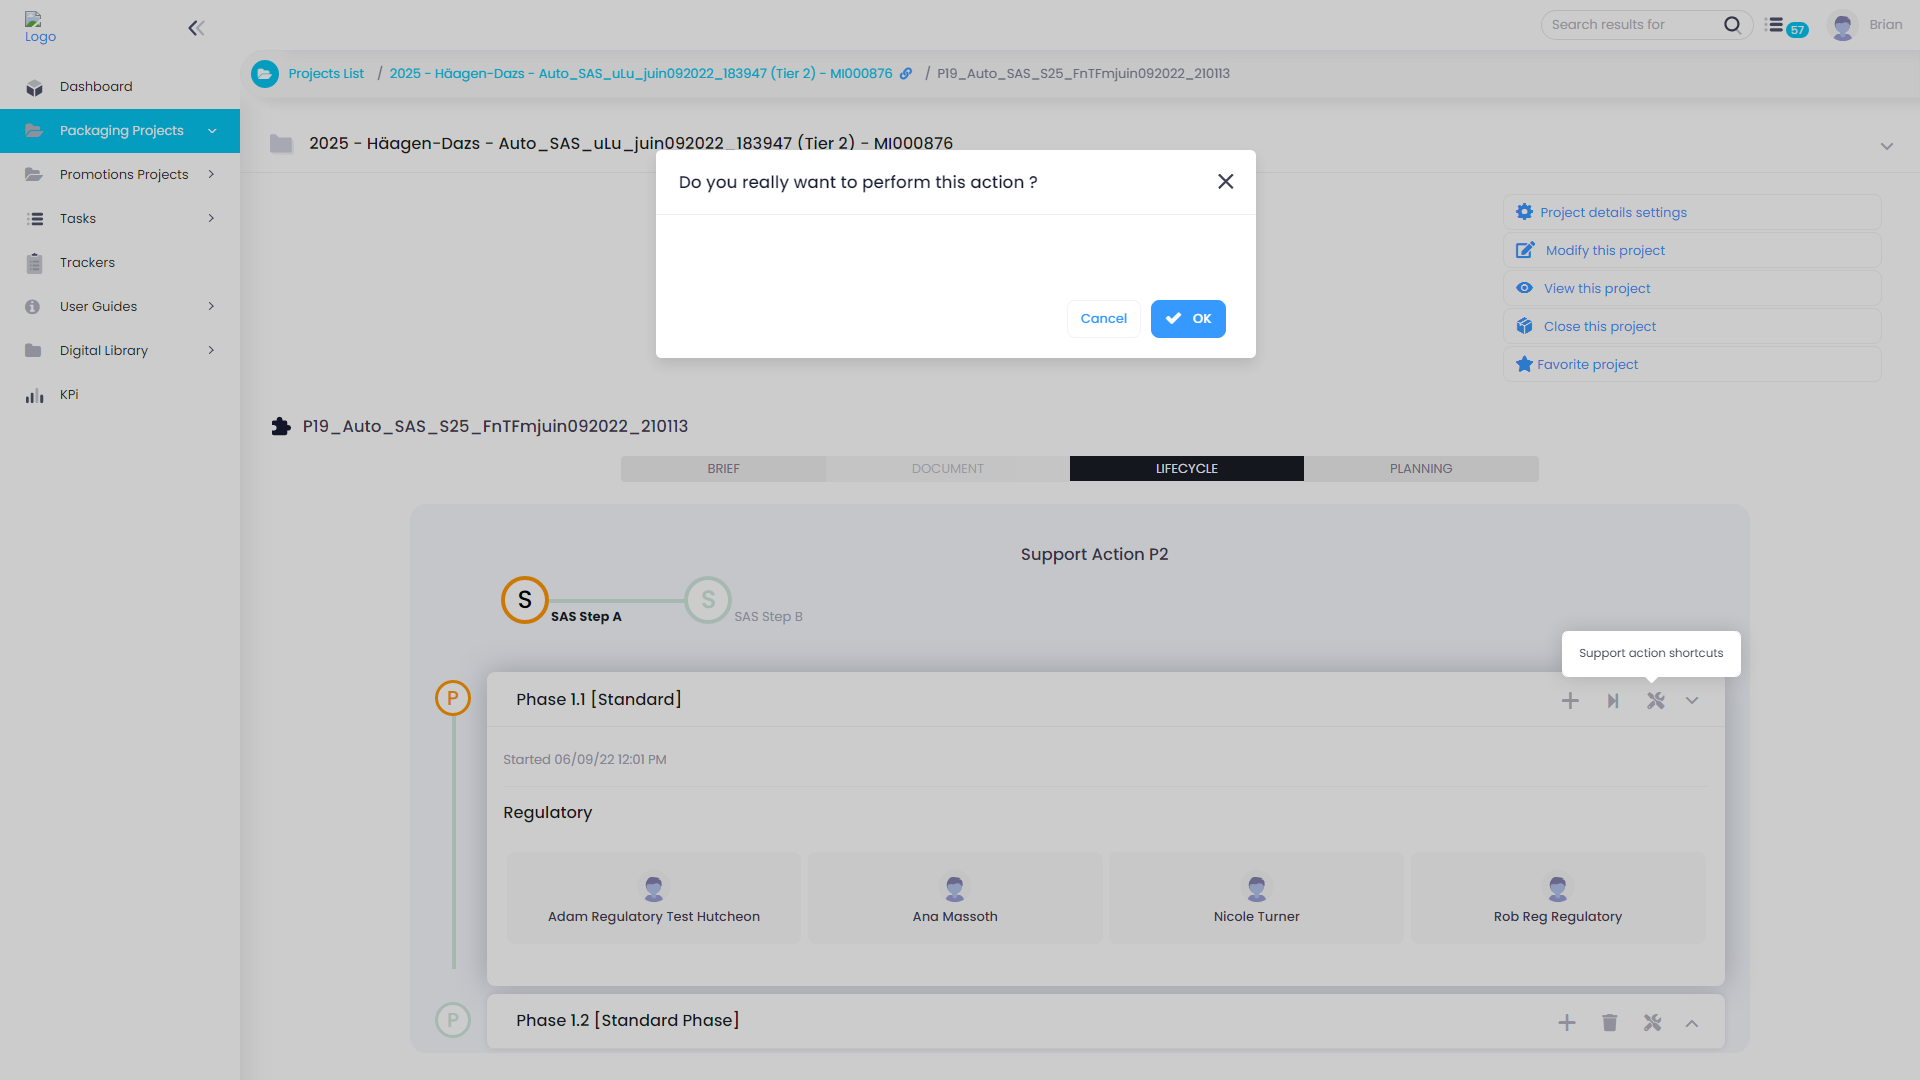 Logo
Search results for
57
Brian
Dashboard
Packaging Projects
Promotions Projects
Tasks
Trackers
User Guides
Digital Library
KPi
Projects List / 2025 - Häagen-Dazs - Auto_SAS_uLu_juin092022_183947 (Tier 2) - MI000876 / P19_Auto_SAS_S25_FnTFmjuin092022_210113
2025 - Häagen-Dazs - Auto_SAS_uLu_juin092022_183947 (Tier 2) - MI000876
Do you really want to perform this action ?
Cancel
OK
Project details settings
Modify this project
View this project
Close this project
Favorite project
P19_Auto_SAS_S25_FnTFmjuin092022_210113
BRIEF
DOCUMENT
LIFECYCLE
PLANNING
Support Action P2
S
SAS Step A
S
SAS Step B
Support action shortcuts
P
Phase 1.1 [Standard]
Started 06/09/22 12:01 PM
Regulatory
Adam Regulatory Test Hutcheon
Ana Massoth
Nicole Turner
Rob Reg Regulatory
P
Phase 1.2 [Standard Phase]